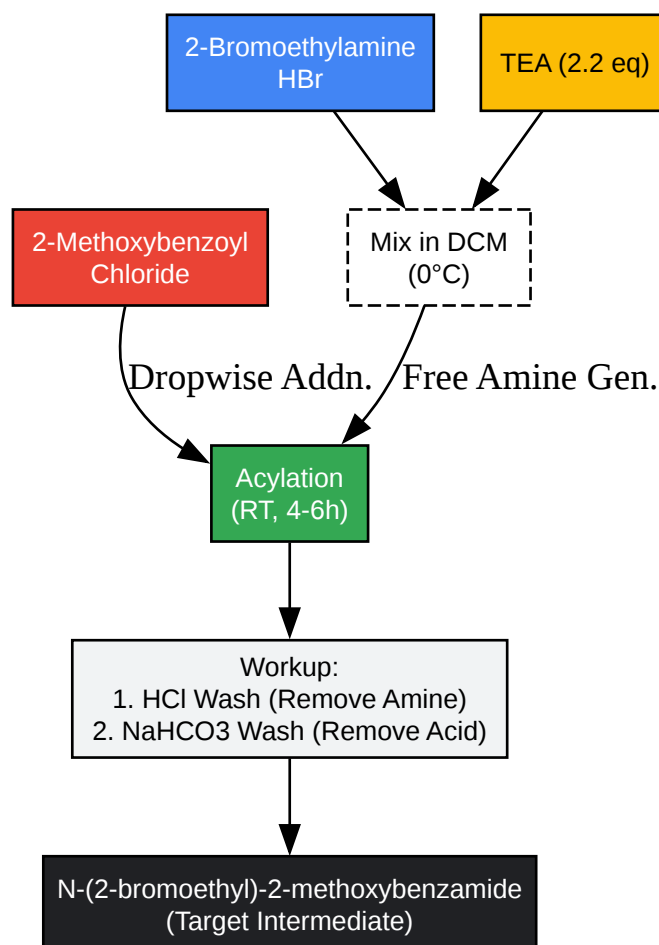 2-Bromoethylamine
HBr
TEA (2.2 eq)
2-Methoxybenzoyl
Chloride
Mix in DCM
(0°C)
Dropwise Addn.
Free Amine Gen.
Acylation
(RT, 4-6h)
Workup:
1. HCl Wash (Remove Amine)
2. NaHCO3 Wash (Remove Acid)
N-(2-bromoethyl)-2-methoxybenzamide
(Target Intermediate)